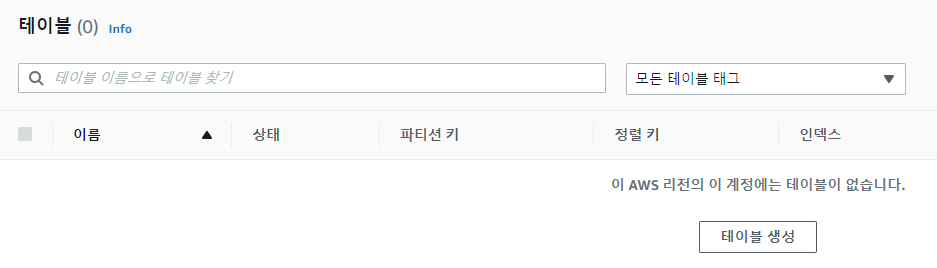 테이블 (0) Info
테이블 이름으로 테이블 찾기
모든 테이블 태그
이름 상태 파티션 키 정렬 키 인덱스
이 AWS 리전의 이 계정에는 테이블이 없습니다.
테이블 생성